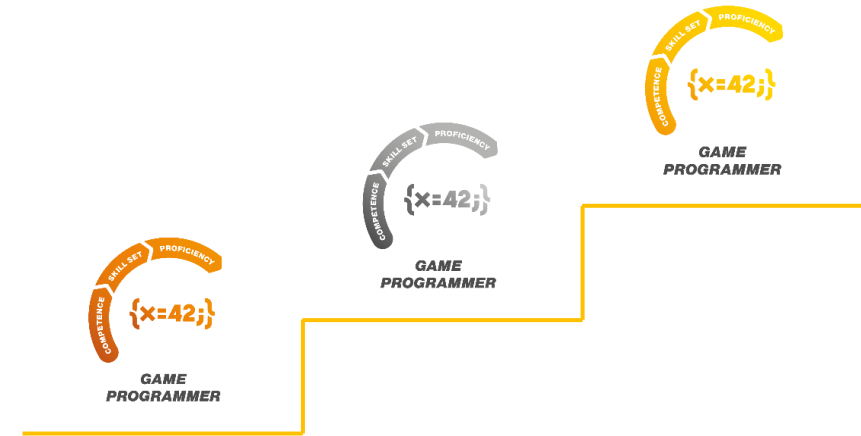 COMPETENCE
SKILL SET
PROFICIENCY
{x=42;}
GAME
PROGRAMMER
COMPETENCE
SKILL SET
PROFICIENCY
{x=42;}
GAME
PROGRAMMER
COMPETENCE
SKILL SET
PROFICIENCY
{x=42;}
GAME
PROGRAMMER